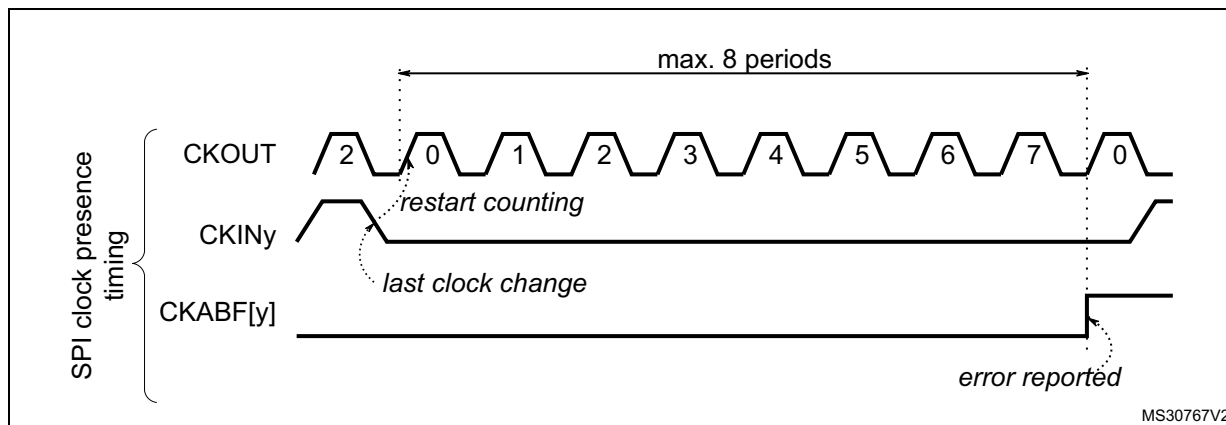 max. 8 periods
CKOUT
2 0 1 2 3 4 5 6 7 0
restart counting
CKINy
last clock change
CKABF[y]
error reported
SPI clock presence
timing
MS30767V2